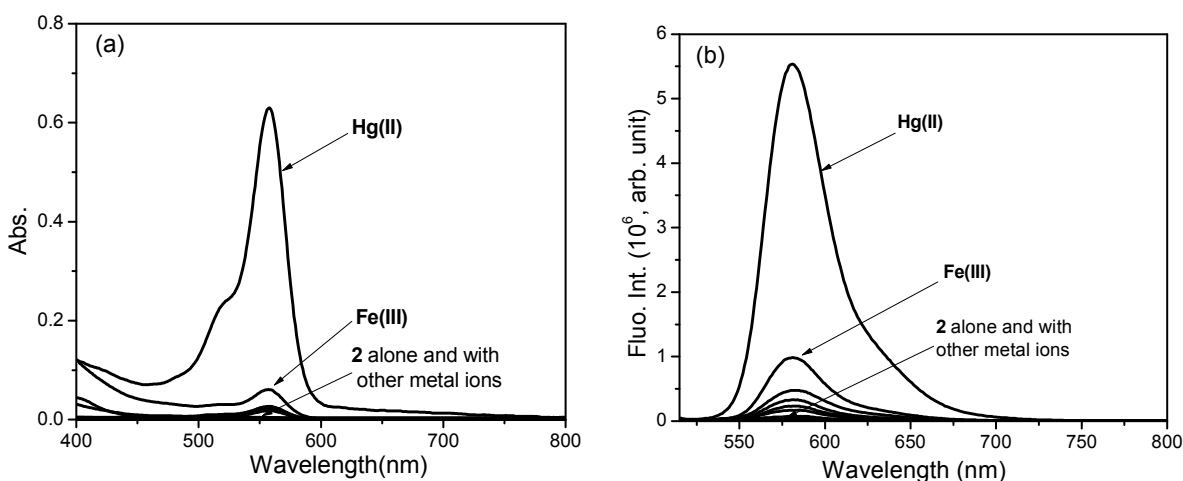 (a)
0.8
0.6
0.4
0.2
0.0
Abs.
Hg(II)
Fe(III)
2 alone and with
other metal ions
400 500 600 700 800
Wavelength(nm)
(b)
6
5
4
3
2
1
0
Fluo. Int. (10⁶, arb. unit)
Hg(II)
Fe(III)
2 alone and with
other metal ions
550 575 600 650 700 750 800
Wavelength (nm)